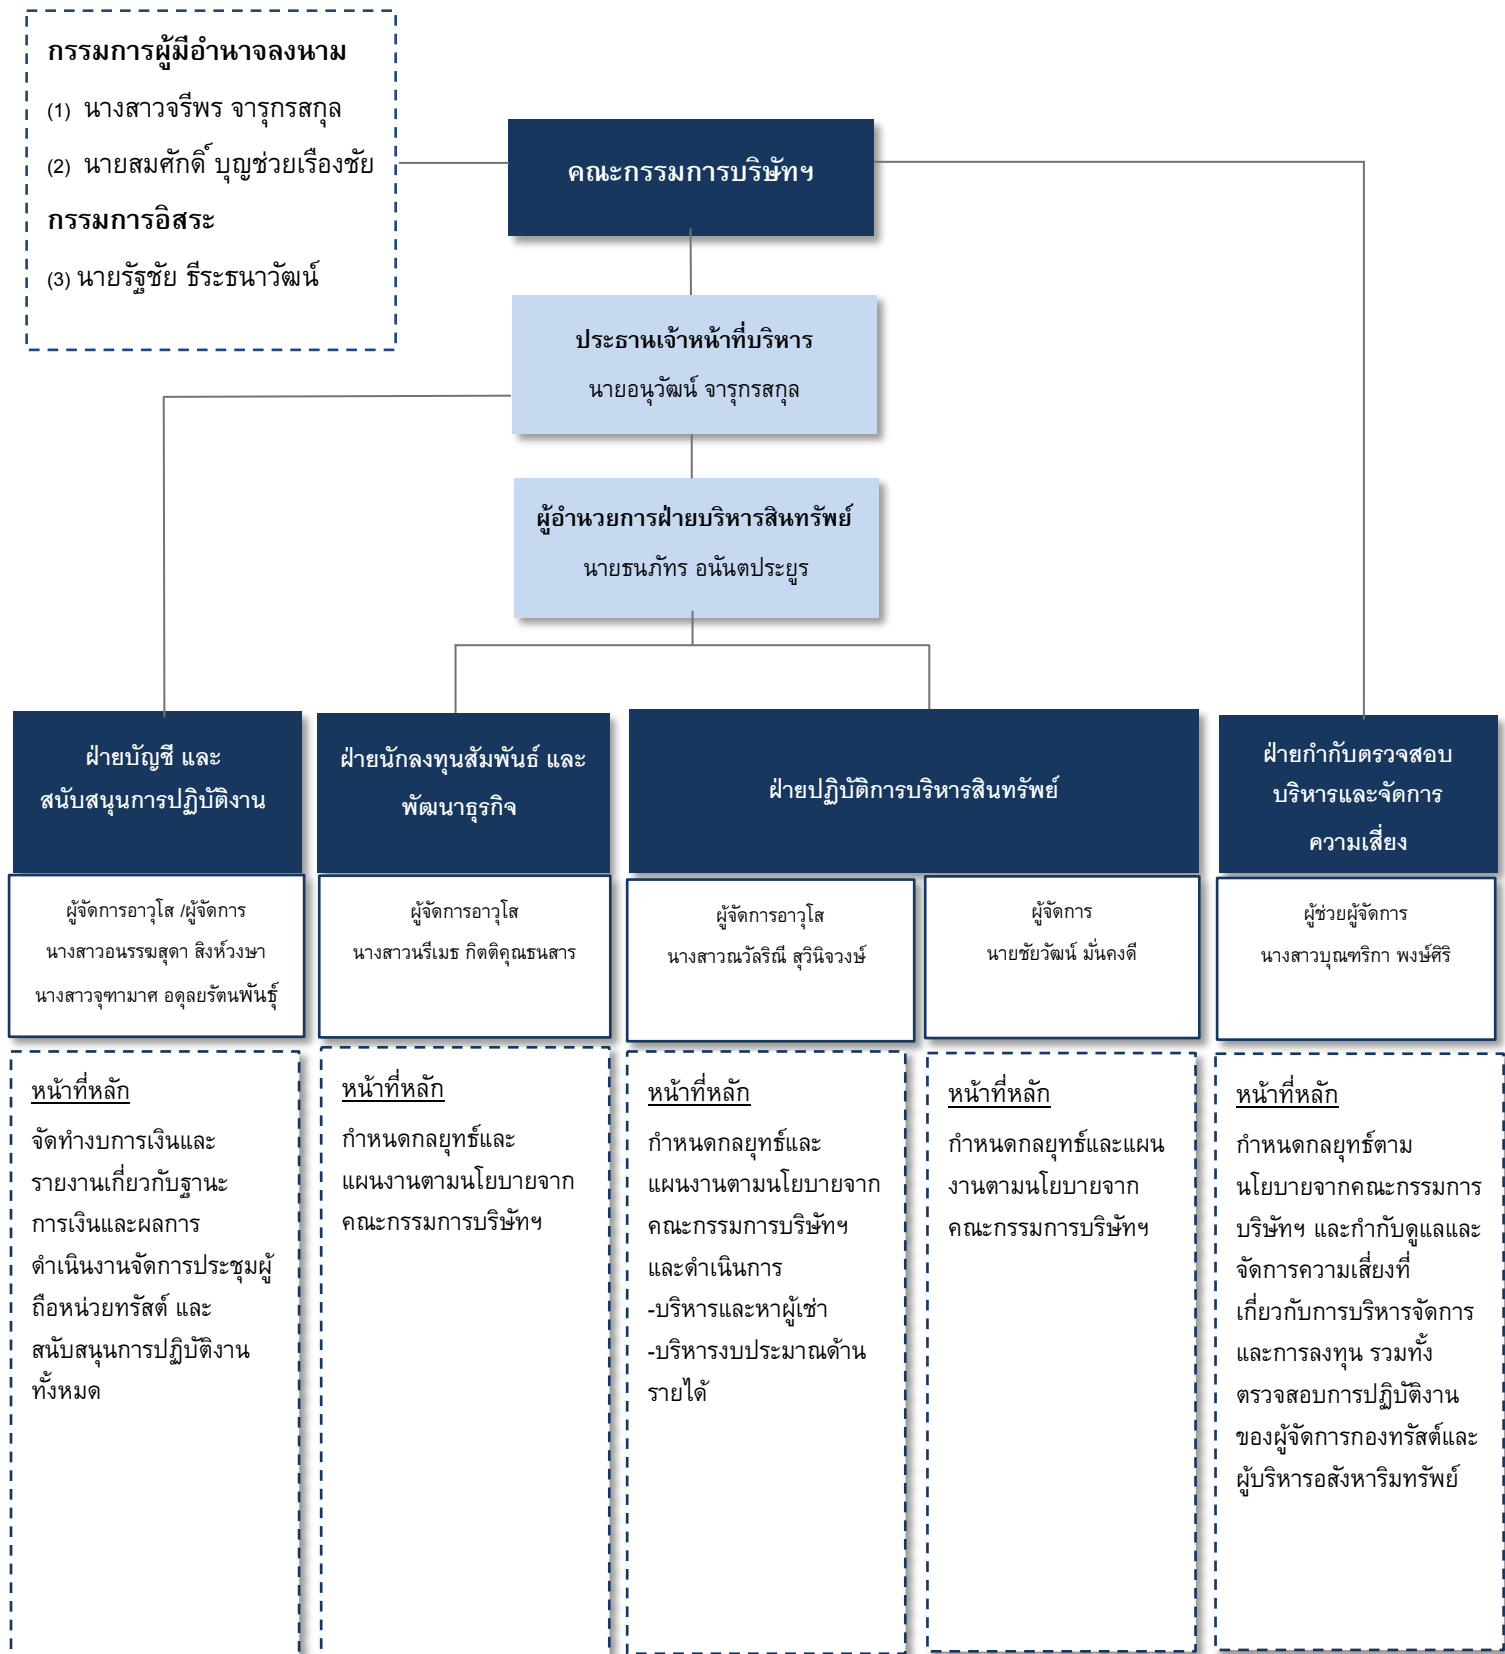 กรรมการผู้มีอำนาจลงนาม
(1) นางสาวจรีพร จารุกรสกุล
(2) นายสมศักดิ์ บุญช่วยเรืองชัย
กรรมการอิสระ
(3) นายรัฐชัย ธีระธนาวัฒน์
คณะกรรมการบริษัทฯ
ประธานเจ้าหน้าที่บริหาร
นายอนุวัฒน์ จารุกรสกุล
ผู้อำนวยการฝ่ายบริหารสินทรัพย์
นายธนภัทร อนันตประยูร
ฝ่ายบัญชี และ
สนับสนุนการปฏิบัติงาน
ผู้จัดการอาวุโส /ผู้จัดการ
นางสาวอนรรฆสุดา สิงห์วงษา
นางสาวจุฑามาศ อดุลยรัตนพันธุ์
หน้าที่หลัก
จัดทำงบการเงินและ
รายงานเกี่ยวกับฐานะ
การเงินและผลการ
ดำเนินงานจัดการประชุมผู้
ถือหน่วยทรัสต์ และ
สนับสนุนการปฏิบัติงาน
ทั้งหมด
ฝ่ายนักลงทุนสัมพันธ์ และ
พัฒนาธุรกิจ
ผู้จัดการอาวุโส
นางสาวนรีเมธ กิตติคุณธนสาร
หน้าที่หลัก
กำหนดกลยุทธ์และ
แผนงานตามนโยบายจาก
คณะกรรมการบริษัทฯ
ฝ่ายปฏิบัติการบริหารสินทรัพย์
ผู้จัดการอาวุโส
นางสาวณวัลริณี สุวินิจวงษ์
หน้าที่หลัก
กำหนดกลยุทธ์และ
แผนงานตามนโยบายจาก
คณะกรรมการบริษัทฯ
และดำเนินการ
-บริหารและหาผู้เช่า
-บริหารงบประมาณด้าน
รายได้
ผู้จัดการ
นายชัยวัฒน์ มั่นคงดี
หน้าที่หลัก
กำหนดกลยุทธ์และแผน
งานตามนโยบายจาก
คณะกรรมการบริษัทฯ
ฝ่ายกำกับตรวจสอบ
บริหารและจัดการ
ความเสี่ยง
ผู้ช่วยผู้จัดการ
นางสาวบุณฑริกา พงษ์ศิริ
หน้าที่หลัก
กำหนดกลยุทธ์ตาม
นโยบายจากคณะกรรมการ
บริษัทฯ และกำกับดูแลและ
จัดการความเสี่ยงที่
เกี่ยวกับการบริหารจัดการ
และการลงทุน รวมทั้ง
ตรวจสอบการปฏิบัติงาน
ของผู้จัดการกองทรัสต์และ
ผู้บริหารอสังหาริมทรัพย์